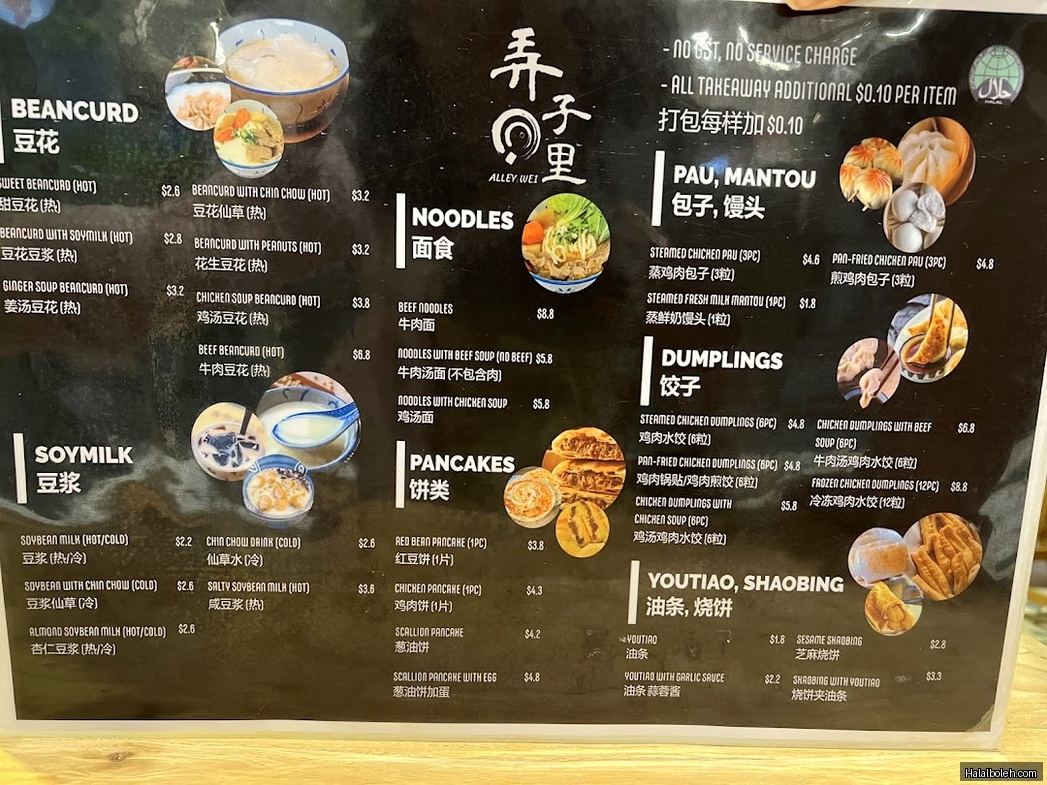 弄
子
里
ALLEY WEI
- NO GST, NO SERVICE CHARGE
- ALL TAKEAWAY ADDITIONAL $0.10 PER ITEM
打包每样加 $0.10
HALAL
BEANCURD
豆花
SWEET BEANCURD (HOT) $2.6
甜豆花 (热)
BEANCURD WITH SOYMILK (HOT) $2.8
豆花豆浆 (热)
GINGER SOUP BEANCURD (HOT) $3.2
姜汤豆花 (热)
BEANCURD WITH CHIN CHOW (HOT) $3.2
豆花仙草 (热)
BEANCURD WITH PEANUTS (HOT) $3.2
花生豆花 (热)
CHICKEN SOUP BEANCURD (HOT) $3.8
鸡汤豆花 (热)
BEEF BEANCURD (HOT) $6.8
牛肉豆花 (热)
SOYMILK
豆浆
SOYBEAN MILK (HOT/COLD) $2.2
豆浆 (热/冷)
SOYBEAN WITH CHIN CHOW (COLD) $2.6
豆浆仙草 (冷)
ALMOND SOYBEAN MILK (HOT/COLD) $2.6
杏仁豆浆 (热/冷)
CHIN CHOW DRINK (COLD) $2.6
仙草水 (冷)
SALTY SOYBEAN MILK (HOT) $3.6
咸豆浆 (热)
NOODLES
面食
BEEF NOODLES $8.8
牛肉面
NOODLES WITH BEEF SOUP (NO BEEF) $5.8
牛肉汤面 (不包含肉)
NOODLES WITH CHICKEN SOUP $5.8
鸡汤面
PANCAKES
饼类
RED BEAN PANCAKE (1PC) $3.8
红豆饼 (1片)
CHICKEN PANCAKE (1PC) $4.3
鸡肉饼 (1片)
SCALLION PANCAKE $4.2
葱油饼
SCALLION PANCAKE WITH EGG $4.8
葱油饼加蛋
PAU, MANTOU
包子, 馒头
STEAMED CHICKEN PAU (3PC) $4.6
蒸鸡肉包子 (3粒)
STEAMED FRESH MILK MANTOU (1PC) $1.8
蒸鲜奶馒头 (1粒)
PAN-FRIED CHICKEN PAU (3PC) $4.8
煎鸡肉包子 (3粒)
DUMPLINGS
饺子
STEAMED CHICKEN DUMPLINGS (6PC) $4.8
鸡肉水饺 (6粒)
PAN-FRIED CHICKEN DUMPLINGS (6PC) $4.8
鸡肉锅贴/鸡肉煎饺 (6粒)
CHICKEN DUMPLINGS WITH $5.8
CHICKEN SOUP (6PC)
鸡汤鸡肉水饺 (6粒)
CHICKEN DUMPLINGS WITH BEEF $6.8
SOUP (6PC)
牛肉汤鸡肉水饺 (6粒)
FROZEN CHICKEN DUMPLINGS (12PC) $8.8
冷冻鸡肉水饺 (12粒)
YOUTIAO, SHAOBING
油条, 烧饼
YOUTIAO $1.8
油条
YOUTIAO WITH GARLIC SAUCE $2.2
油条 蒜蓉酱
SESAME SHAOBING $2.8
芝麻烧饼
SHAOBING WITH YOUTIAO $3.3
烧饼夹油条
Halalboleh.com